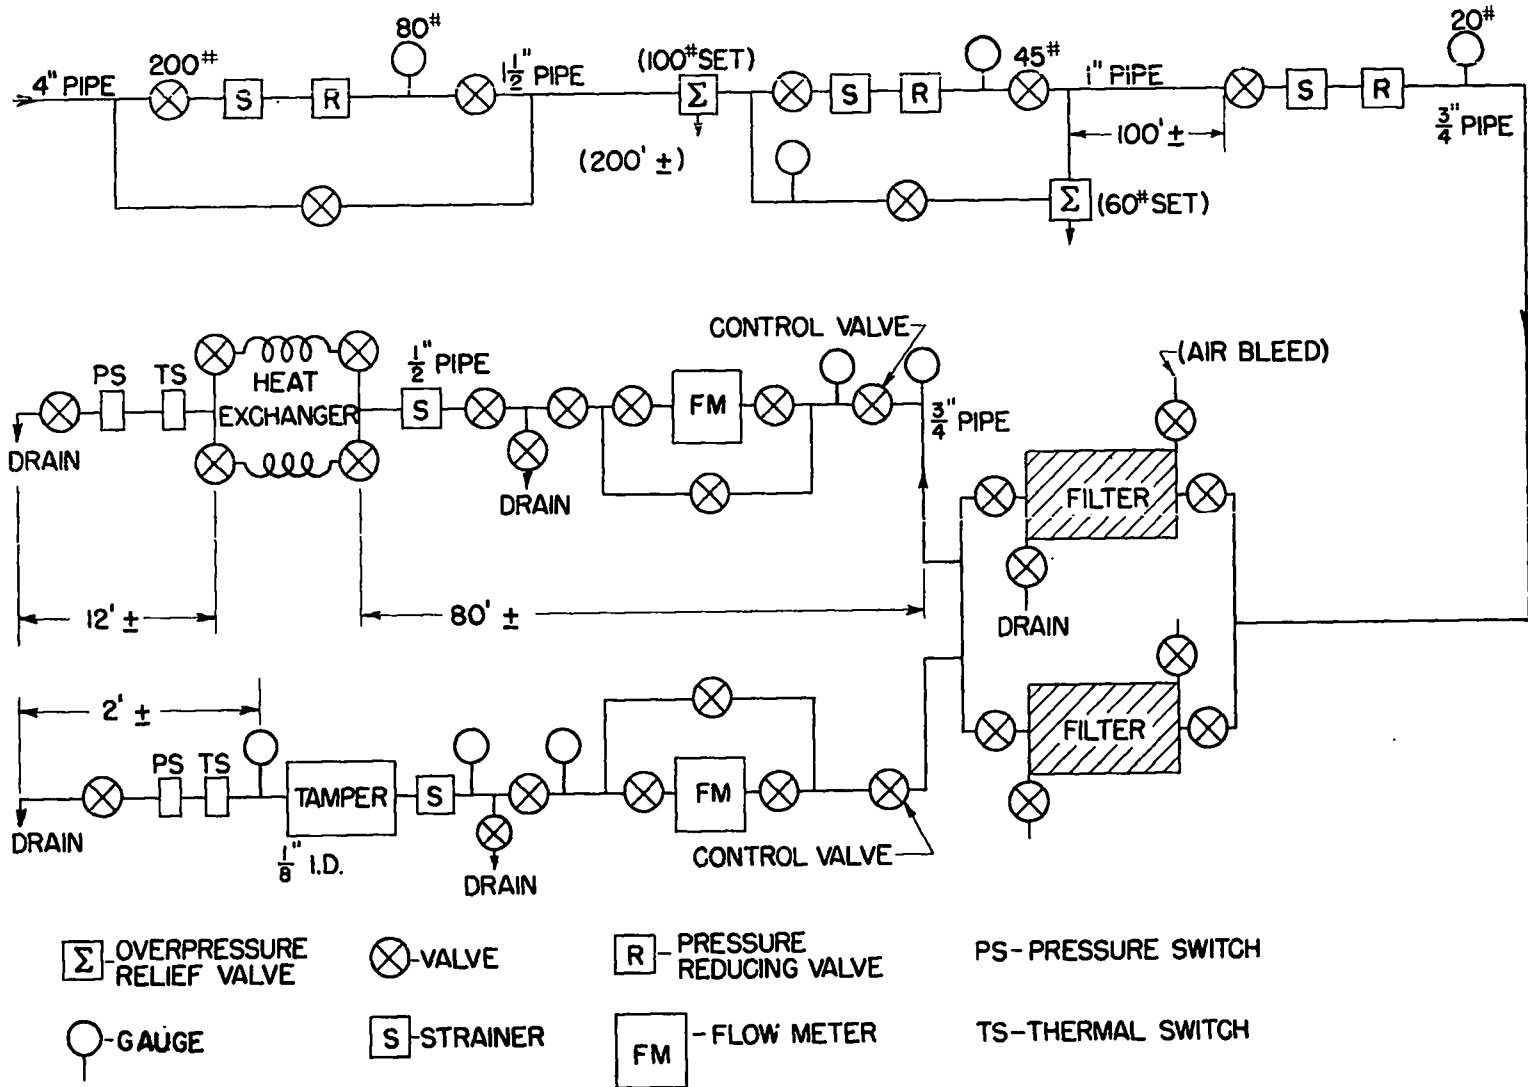 4" PIPE
200#
S
R
80#
1 1/2" PIPE
(100# SET)
Σ
(200' ±)
S
R
45#
1" PIPE
100' ±
Σ
(60# SET)
S
R
20#
3/4" PIPE
DRAIN
PS
TS
HEAT
EXCHANGER
1/2" PIPE
S
DRAIN
FM
CONTROL VALVE
3/4" PIPE
(AIR BLEED)
FILTER
DRAIN
12' ±
80' ±
2' ±
DRAIN
PS
TS
TAMPER
1/8" I.D.
S
DRAIN
FM
CONTROL VALVE
FILTER
Σ - OVERPRESSURE
RELIEF VALVE
-VALVE
R - PRESSURE
REDUCING VALVE
PS-PRESSURE SWITCH
-GAUGE
S -STRAINER
FM - FLOW METER
TS-THERMAL SWITCH